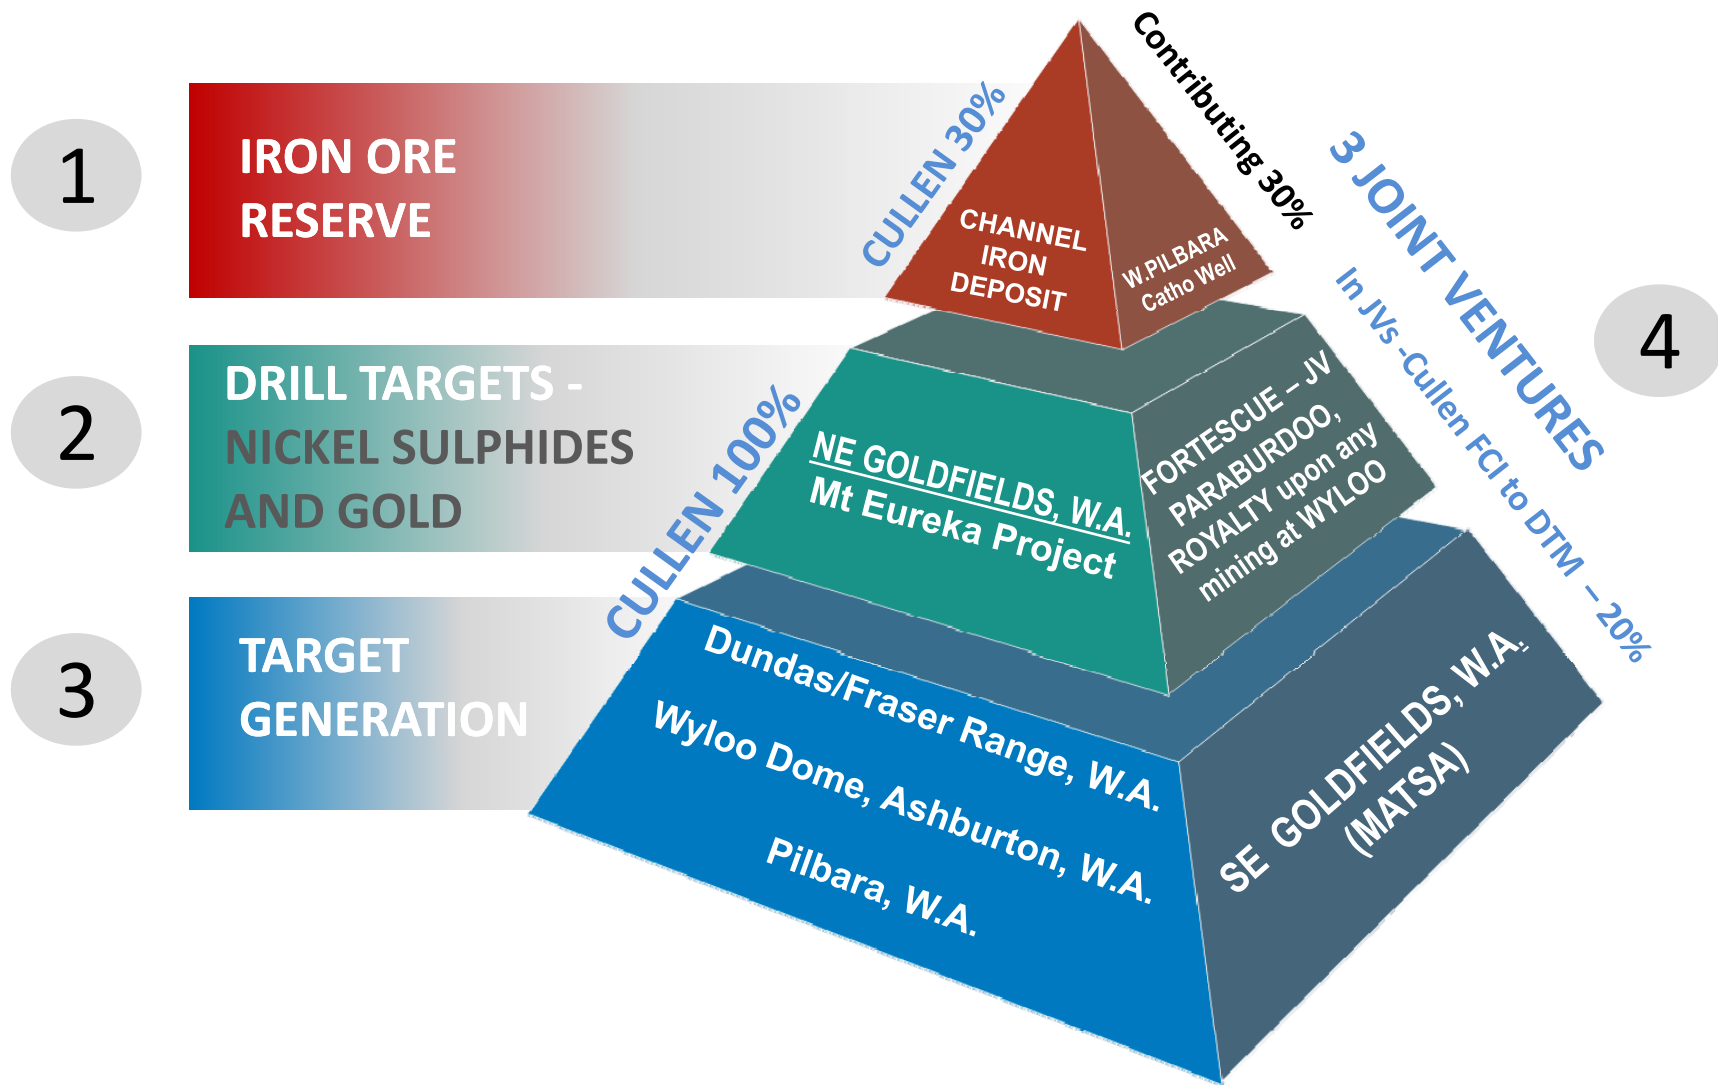 1
IRON ORE
RESERVE
2
DRILL TARGETS -
NICKEL SULPHIDES
AND GOLD
3
TARGET
GENERATION
CULLEN 30%
CHANNEL
IRON
DEPOSIT
W.PILBARA
Catho Well
Contributing 30%
CULLEN 100%
NE GOLDFIELDS, W.A.
Mt Eureka Project
FORTESCUE – JV
PARABURDOO,
ROYALTY upon any
mining at WYLOO
Dundas/Fraser Range, W.A.
Wyloo Dome, Ashburton, W.A.
Pilbara, W.A.
SE GOLDFIELDS, W.A.
(MATSA)
3 JOINT VENTURES
In JVs -Cullen FCI to DTM – 20%
4